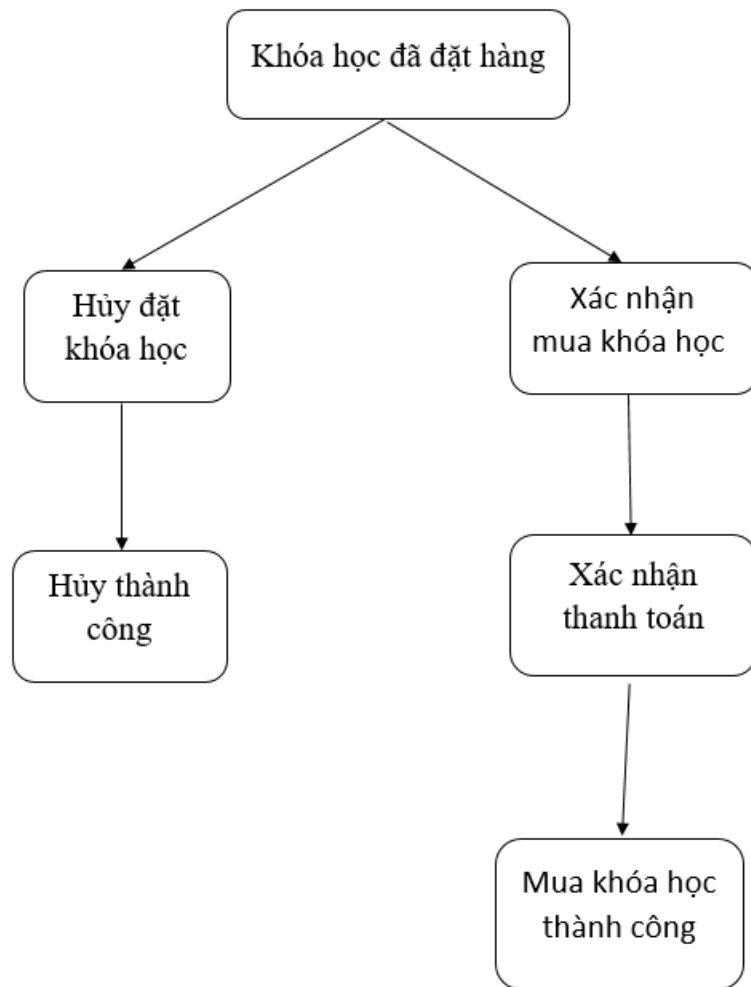 Khóa học đã đặt hàng
Hủy đặt
khóa học
Xác nhận
mua khóa học
Hủy thành
công
Xác nhận
thanh toán
Mua khóa học
thành công